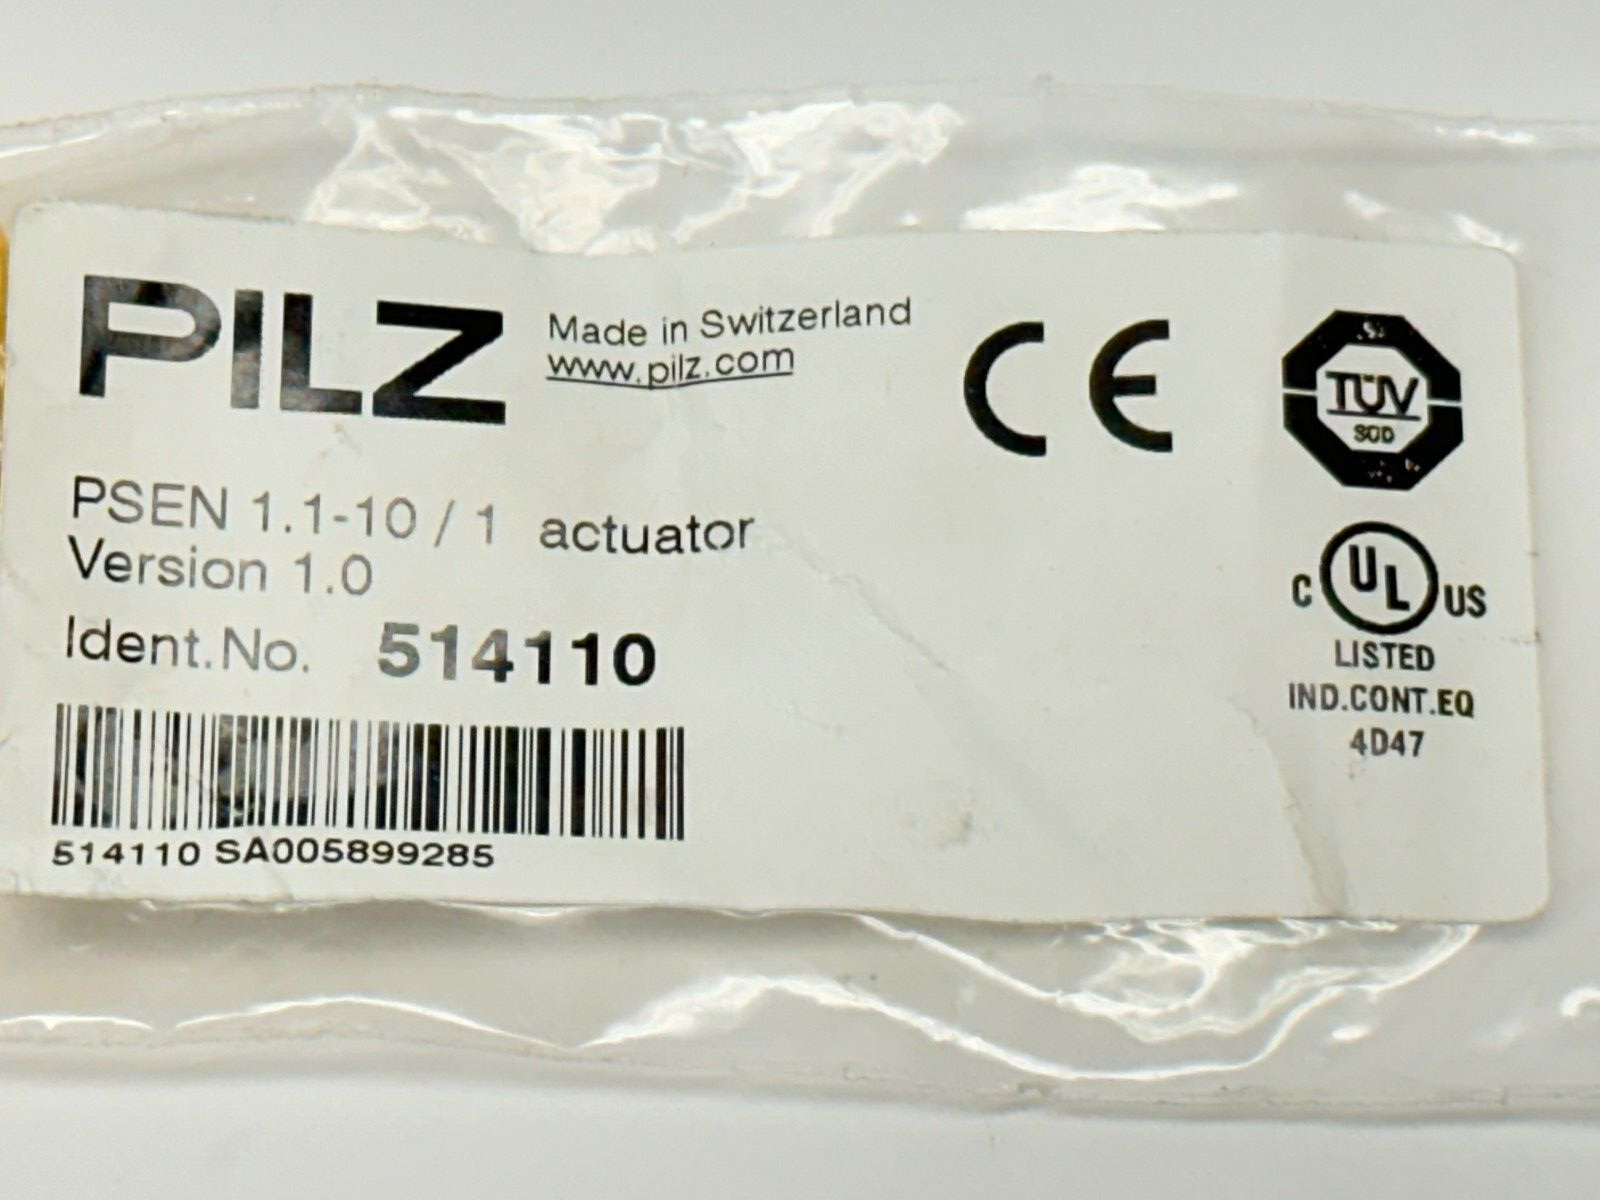 PILZ
Made in Switzerland
www.pilz.com
CE
TÜV
SÜD
PSEN 1.1-10 / 1 actuator
Version 1.0
Ident.No. 514110
514110 SA005899285
C UL US
LISTED
IND.CONT.EQ
4D47